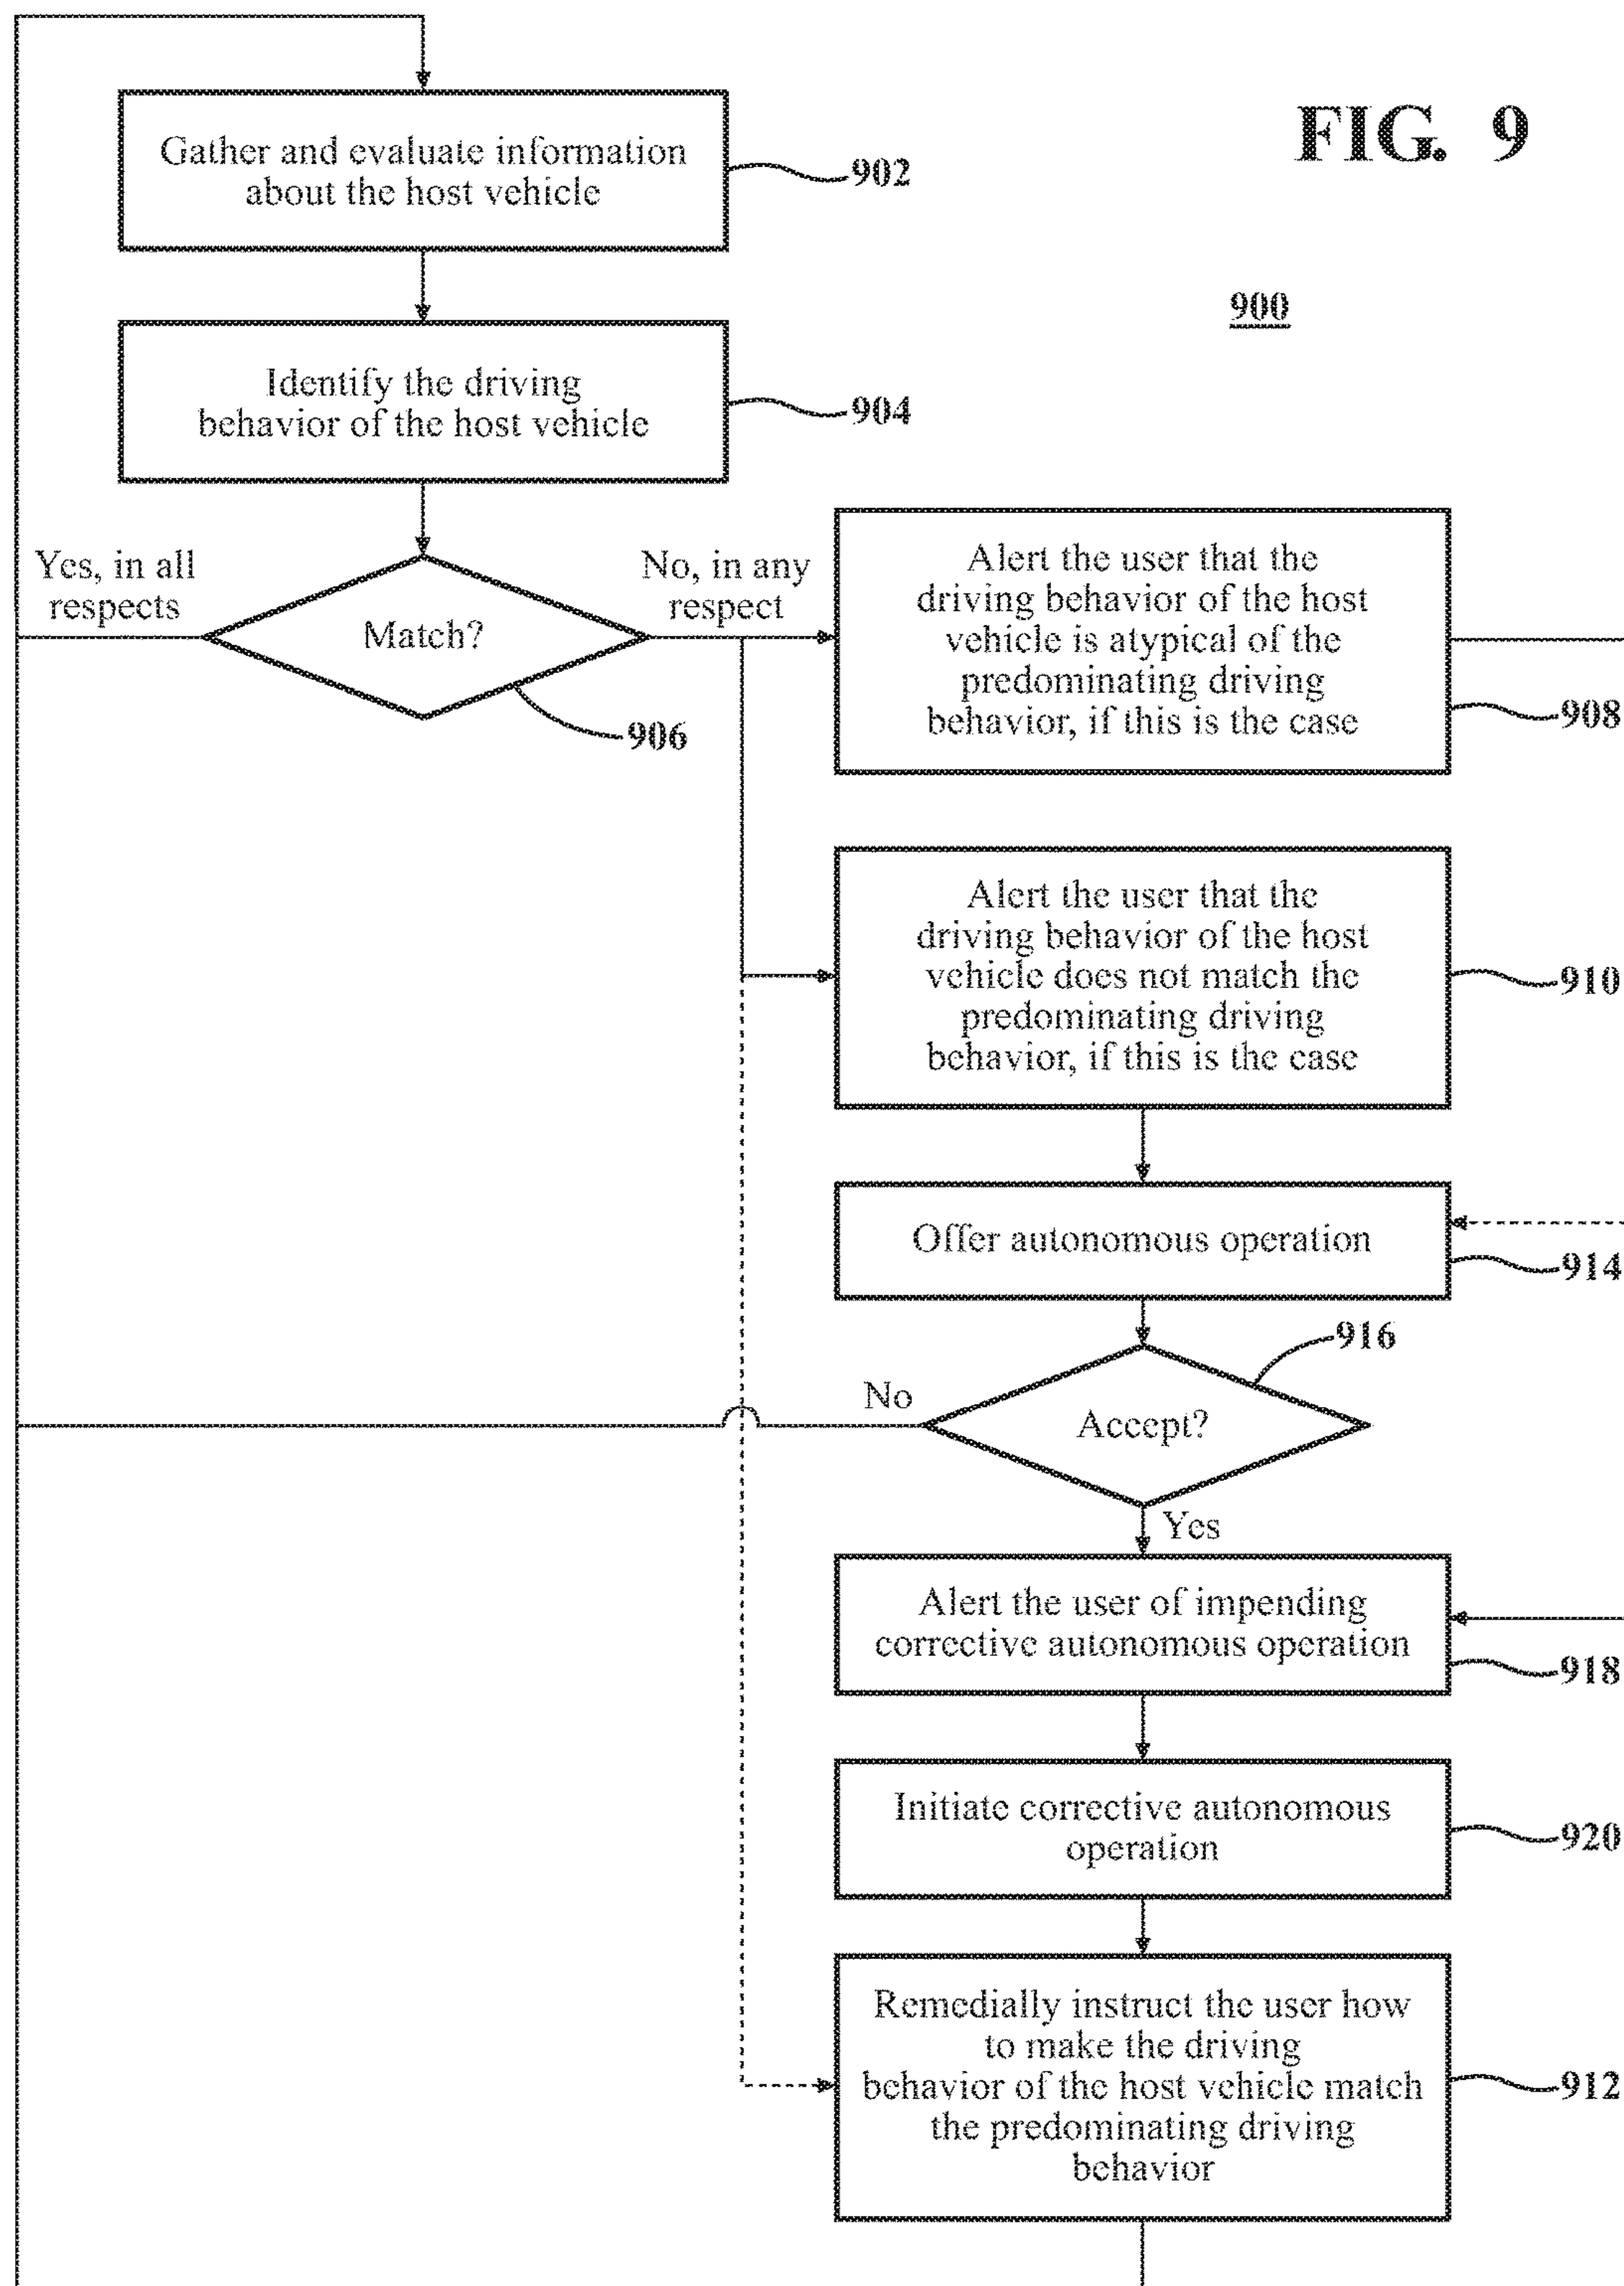 FIG. 9
900
Gather and evaluate information
about the host vehicle
902
Identify the driving
behavior of the host vehicle
904
Yes, in all
respects
Match?
No, in any
respect
906
Alert the user that the
driving behavior of the host
vehicle is atypical of the
predominating driving
behavior, if this is the case
908
Alert the user that the
driving behavior of the host
vehicle does not match the
predominating driving
behavior, if this is the case
910
Offer autonomous operation
914
916
No
Accept?
Yes
Alert the user of impending
corrective autonomous operation
918
Initiate corrective autonomous
operation
920
Remedially instruct the user how
to make the driving
behavior of the host vehicle match
the predominating driving
behavior
912